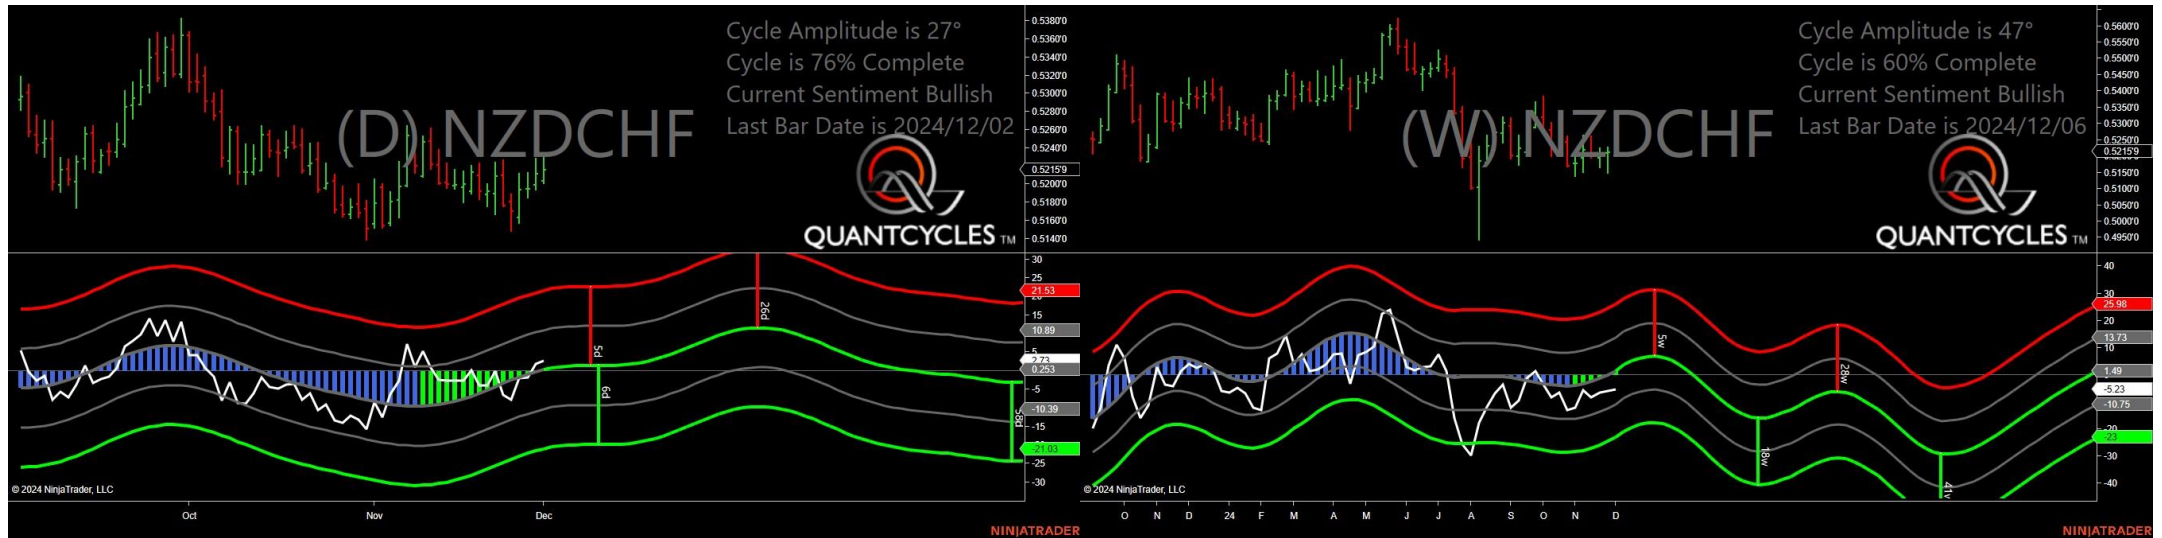 Cycle Amplitude is 27°
Cycle is 76% Complete
Current Sentiment Bullish
Last Bar Date is 2024/12/02
(D) NZDCHF
QUANTCYCLES TM
0.5380'0
0.5360'0
0.5340'0
0.5320'0
0.5300'0
0.5280'0
0.5260'0
0.5240'0
0.5215'9
0.5200'0
0.5180'0
0.5160'0
0.5140'0
30
25
21.53
15
10.89
5
2.73
0.253
-5
-10.39
-15
-21.03
-25
-30
5d
6d
26d
58d
© 2024 NinjaTrader, LLC
Oct Nov Dec
NINJATRADER
Cycle Amplitude is 47°
Cycle is 60% Complete
Current Sentiment Bullish
Last Bar Date is 2024/12/06
(W) NZDCHF
QUANTCYCLES TM
0.5600'0
0.5550'0
0.5500'0
0.5450'0
0.5400'0
0.5350'0
0.5300'0
0.5250'0
0.5215'9
0.5150'0
0.5100'0
0.5050'0
0.5000'0
0.4950'0
40
30
25.98
20
13.73
10
1.49
-5.23
-10.75
-20
-23
-30
-40
5w
18w
28w
© 2024 NinjaTrader, LLC
O N D 24 F M A M J J A S O N D
NINJATRADER